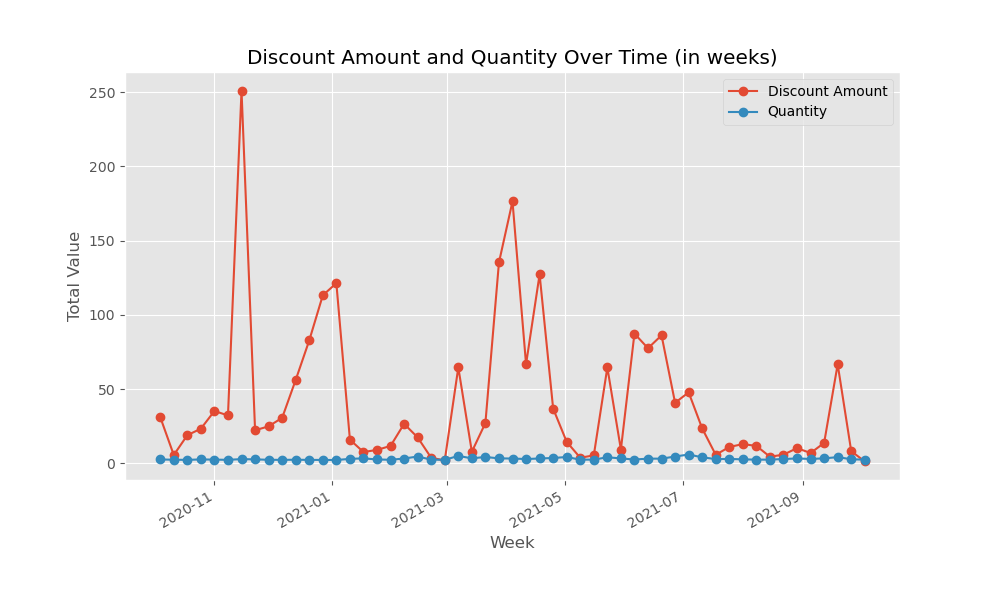 Discount Amount and Quantity Over Time (in weeks)
Discount Amount
Quantity
250
200
150
100
50
0
Total Value
2020-11
2021-01
2021-03
2021-05
2021-07
2021-09
Week